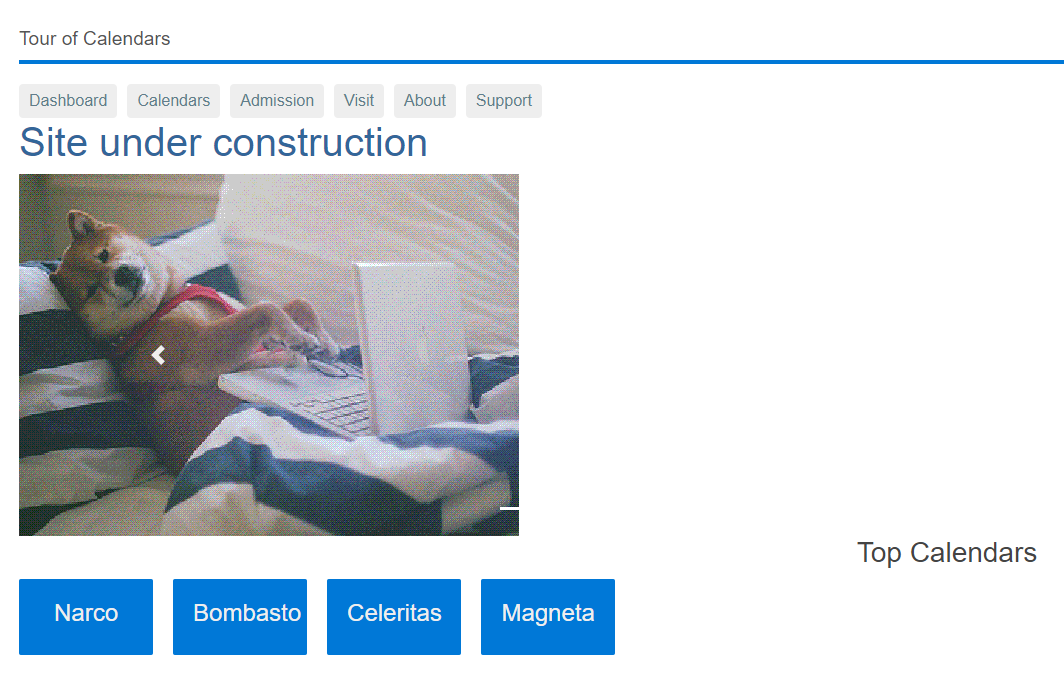 Tour of Calendars
Dashboard Calendars Admission Visit About Support
Site under construction
Top Calendars
Narco Bombasto Celeritas Magneta